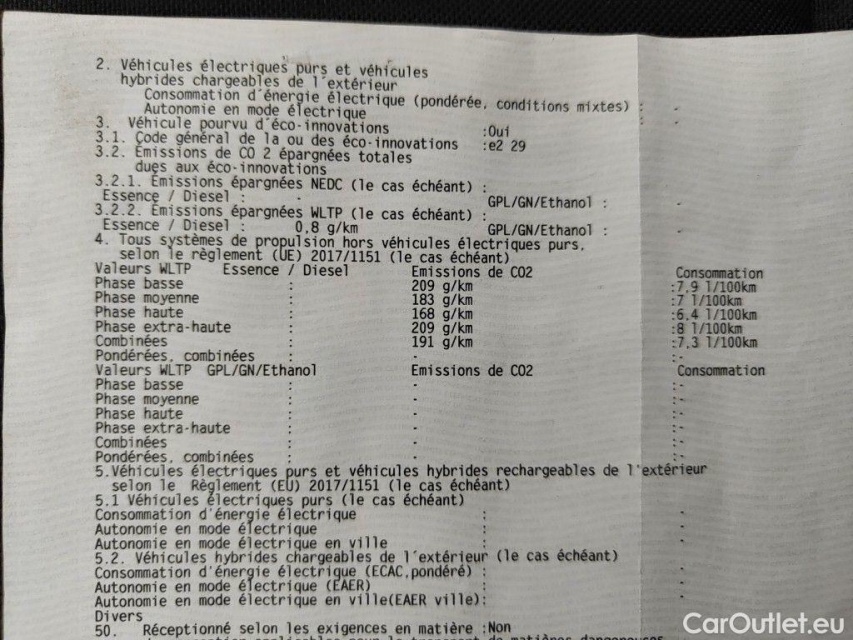 2. Véhicules électriques purs et véhicules
hybrides chargeables de l'extérieur
Consommation d'énergie électrique (pondérée, conditions mixtes) : -
Autonomie en mode électrique : -
3. Véhicule pourvu d'éco-innovations :Oui
3.1. Code général de la ou des éco-innovations :e2 29
3.2. Emissions de CO 2 épargnées totales
dues aux éco-innovations
3.2.1. Emissions épargnées NEDC (le cas échéant) :
Essence / Diesel : - GPL/GN/Ethanol : -
3.2.2. Emissions épargnées WLTP (le cas échéant) :
Essence / Diesel : 0,8 g/km GPL/GN/Ethanol : -
4. Tous systèmes de propulsion hors véhicules électriques purs,
selon le règlement (UE) 2017/1151 (le cas échéant)
Valeurs WLTP Essence / Diesel Emissions de CO2 Consommation
Phase basse : 209 g/km :7,9 l/100km
Phase moyenne : 183 g/km :7 l/100km
Phase haute : 168 g/km :6,4 l/100km
Phase extra-haute : 209 g/km :8 l/100km
Combinées : 191 g/km :7,3 l/100km
Pondérées, combinées : - :-
Valeurs WLTP GPL/GN/Ethanol Emissions de CO2 Consommation
Phase basse : - :-
Phase moyenne : - :-
Phase haute : - :-
Phase extra-haute : - :-
Combinées : - :-
Pondérées, combinées : - :-
5.Véhicules électriques purs et véhicules hybrides rechargeables de l'extérieur
selon le Règlement (EU) 2017/1151 (le cas échéant)
5.1 Véhicules électriques purs (le cas échéant)
Consommation d'énergie électrique : -
Autonomie en mode électrique : -
Autonomie en mode électrique en ville : -
5.2. Véhicules hybrides chargeables de l'extérieur (le cas échéant)
Consommation d'énergie électrique (ECAC,pondéré) : -
Autonomie en mode électrique (EAER) : -
Autonomie en mode électrique en ville(EAER ville): -
Divers
50. Réceptionné selon les exigences en matière :Non
transport de matières dangereuses
CarOutlet.eu